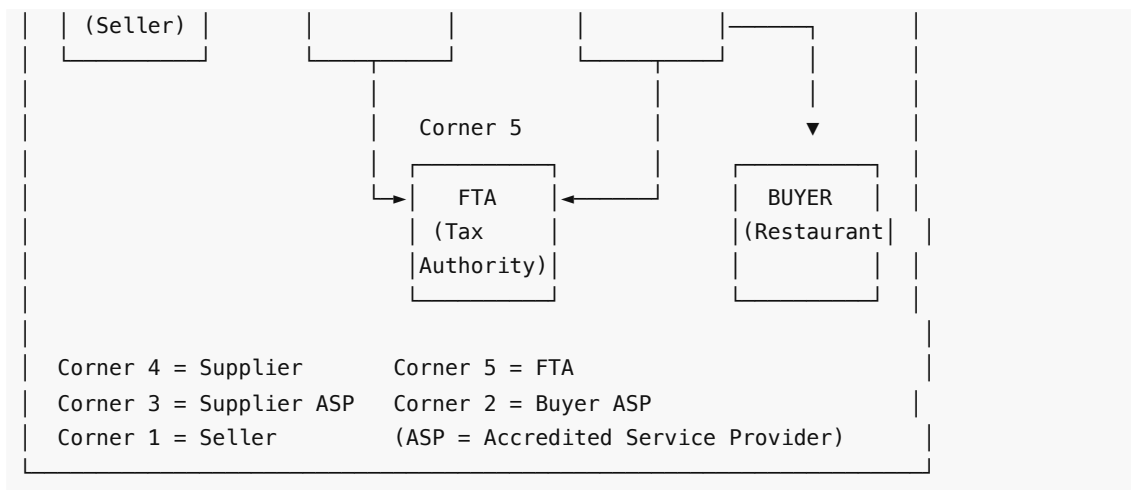 (Seller)
Corner 5
FTA BUYER
(Tax (Restaurant
Authority)
Corner 4 = Supplier Corner 5 = FTA
Corner 3 = Supplier ASP Corner 2 = Buyer ASP
Corner 1 = Seller (ASP = Accredited Service Provider)